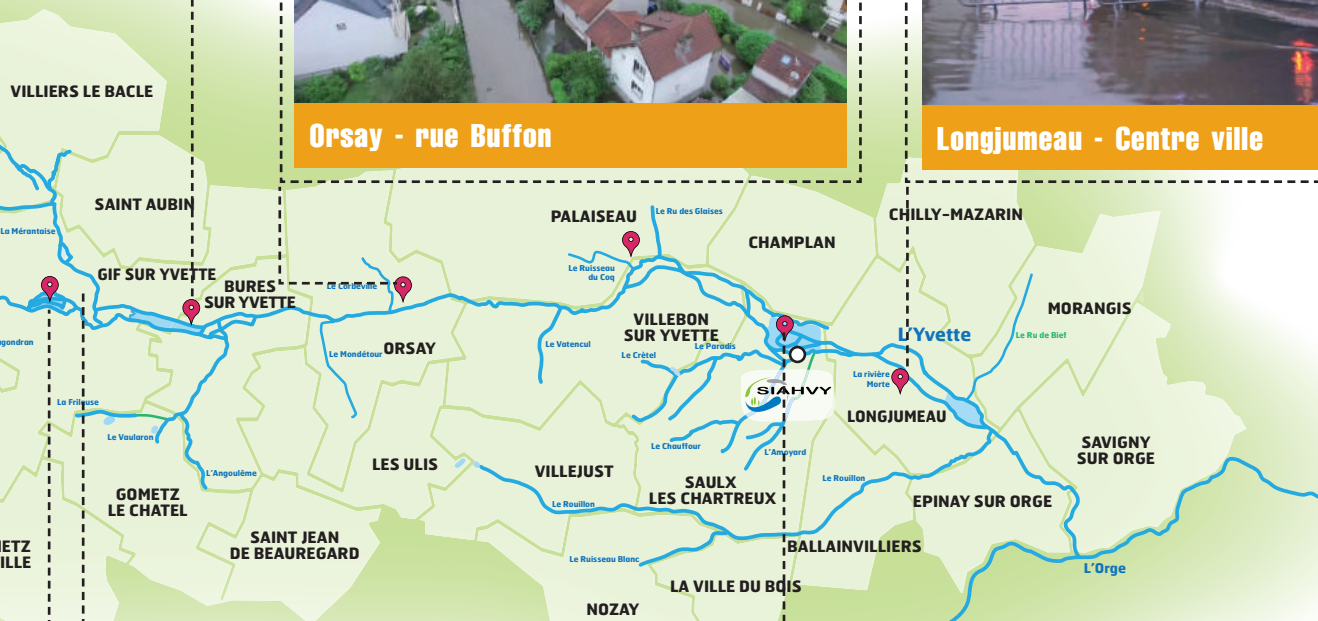 Orsay - rue Buffon
Longjumeau - Centre ville
VILLIERS LE BACLE
SAINT AUBIN
La Mérantaise
GIF SUR YVETTE
BURES
SUR YVETTE
Le Corbeville
PALAISEAU
Le Ru des Glaises
Le Ruisseau
du Coq
CHAMPLAN
CHILLY-MAZARIN
MORANGIS
Le Ru de Bief
L'Yvette
VILLEBON
SUR YVETTE
Le Paradis
Le Crêtel
Le Vatencul
Le Mondétour
ORSAY
La rivière
Morte
SIAHVY
LONGJUMEAU
La Frileuse
Le Vaularon
L'Angoulême
Le Chauffour
L'Amoyard
SAVIGNY
SUR ORGE
LES ULIS
VILLEJUST
Le Rouillon
SAULX
LES CHARTREUX
Le Rouillon
EPINAY SUR ORGE
GOMETZ
LE CHATEL
SAINT JEAN
DE BEAUREGARD
BALLAINVILLIERS
Le Ruisseau Blanc
L'Orge
LA VILLE DU BOIS
NOZAY
ETZ
ILLE